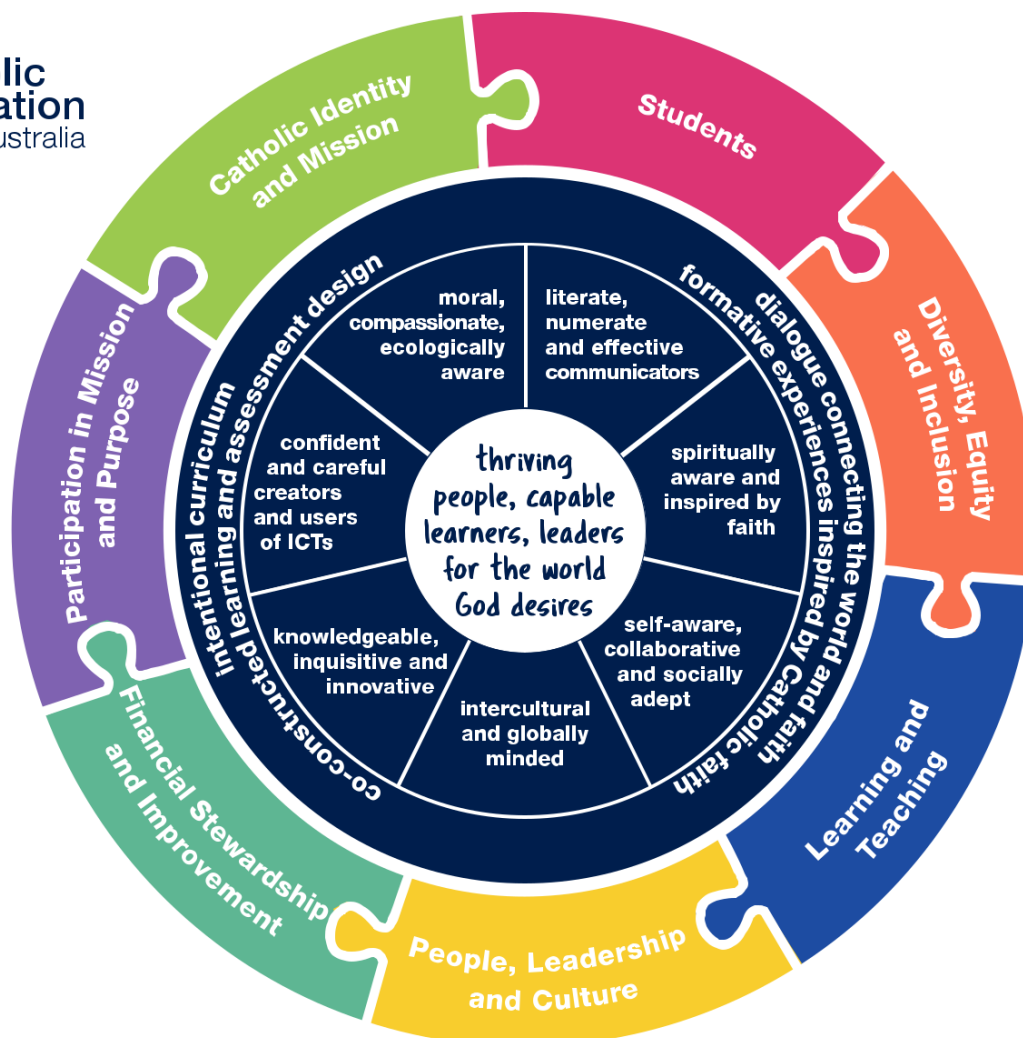 lic
ation
ustralia
Catholic Identity
and Mission
Students
Diversity, Equity
and Inclusion
Learning and
Teaching
People, Leadership
and Culture
Financial Stewardship
and Improvement
Participation in Mission
and Purpose
intentional curriculum
co-constructed learning and assessment design
dialogue connecting the world and faith
formative experiences inspired by Catholic faith
moral,
compassionate,
ecologically
aware
literate,
numerate
and effective
communicators
spiritually
aware and
inspired by
faith
self-aware,
collaborative
and socially
adept
intercultural
and globally
minded
knowledgeable,
inquisitive and
innovative
confident
and careful
creators
and users
of ICTs
thriving
people, capable
learners, leaders
for the world
God desires